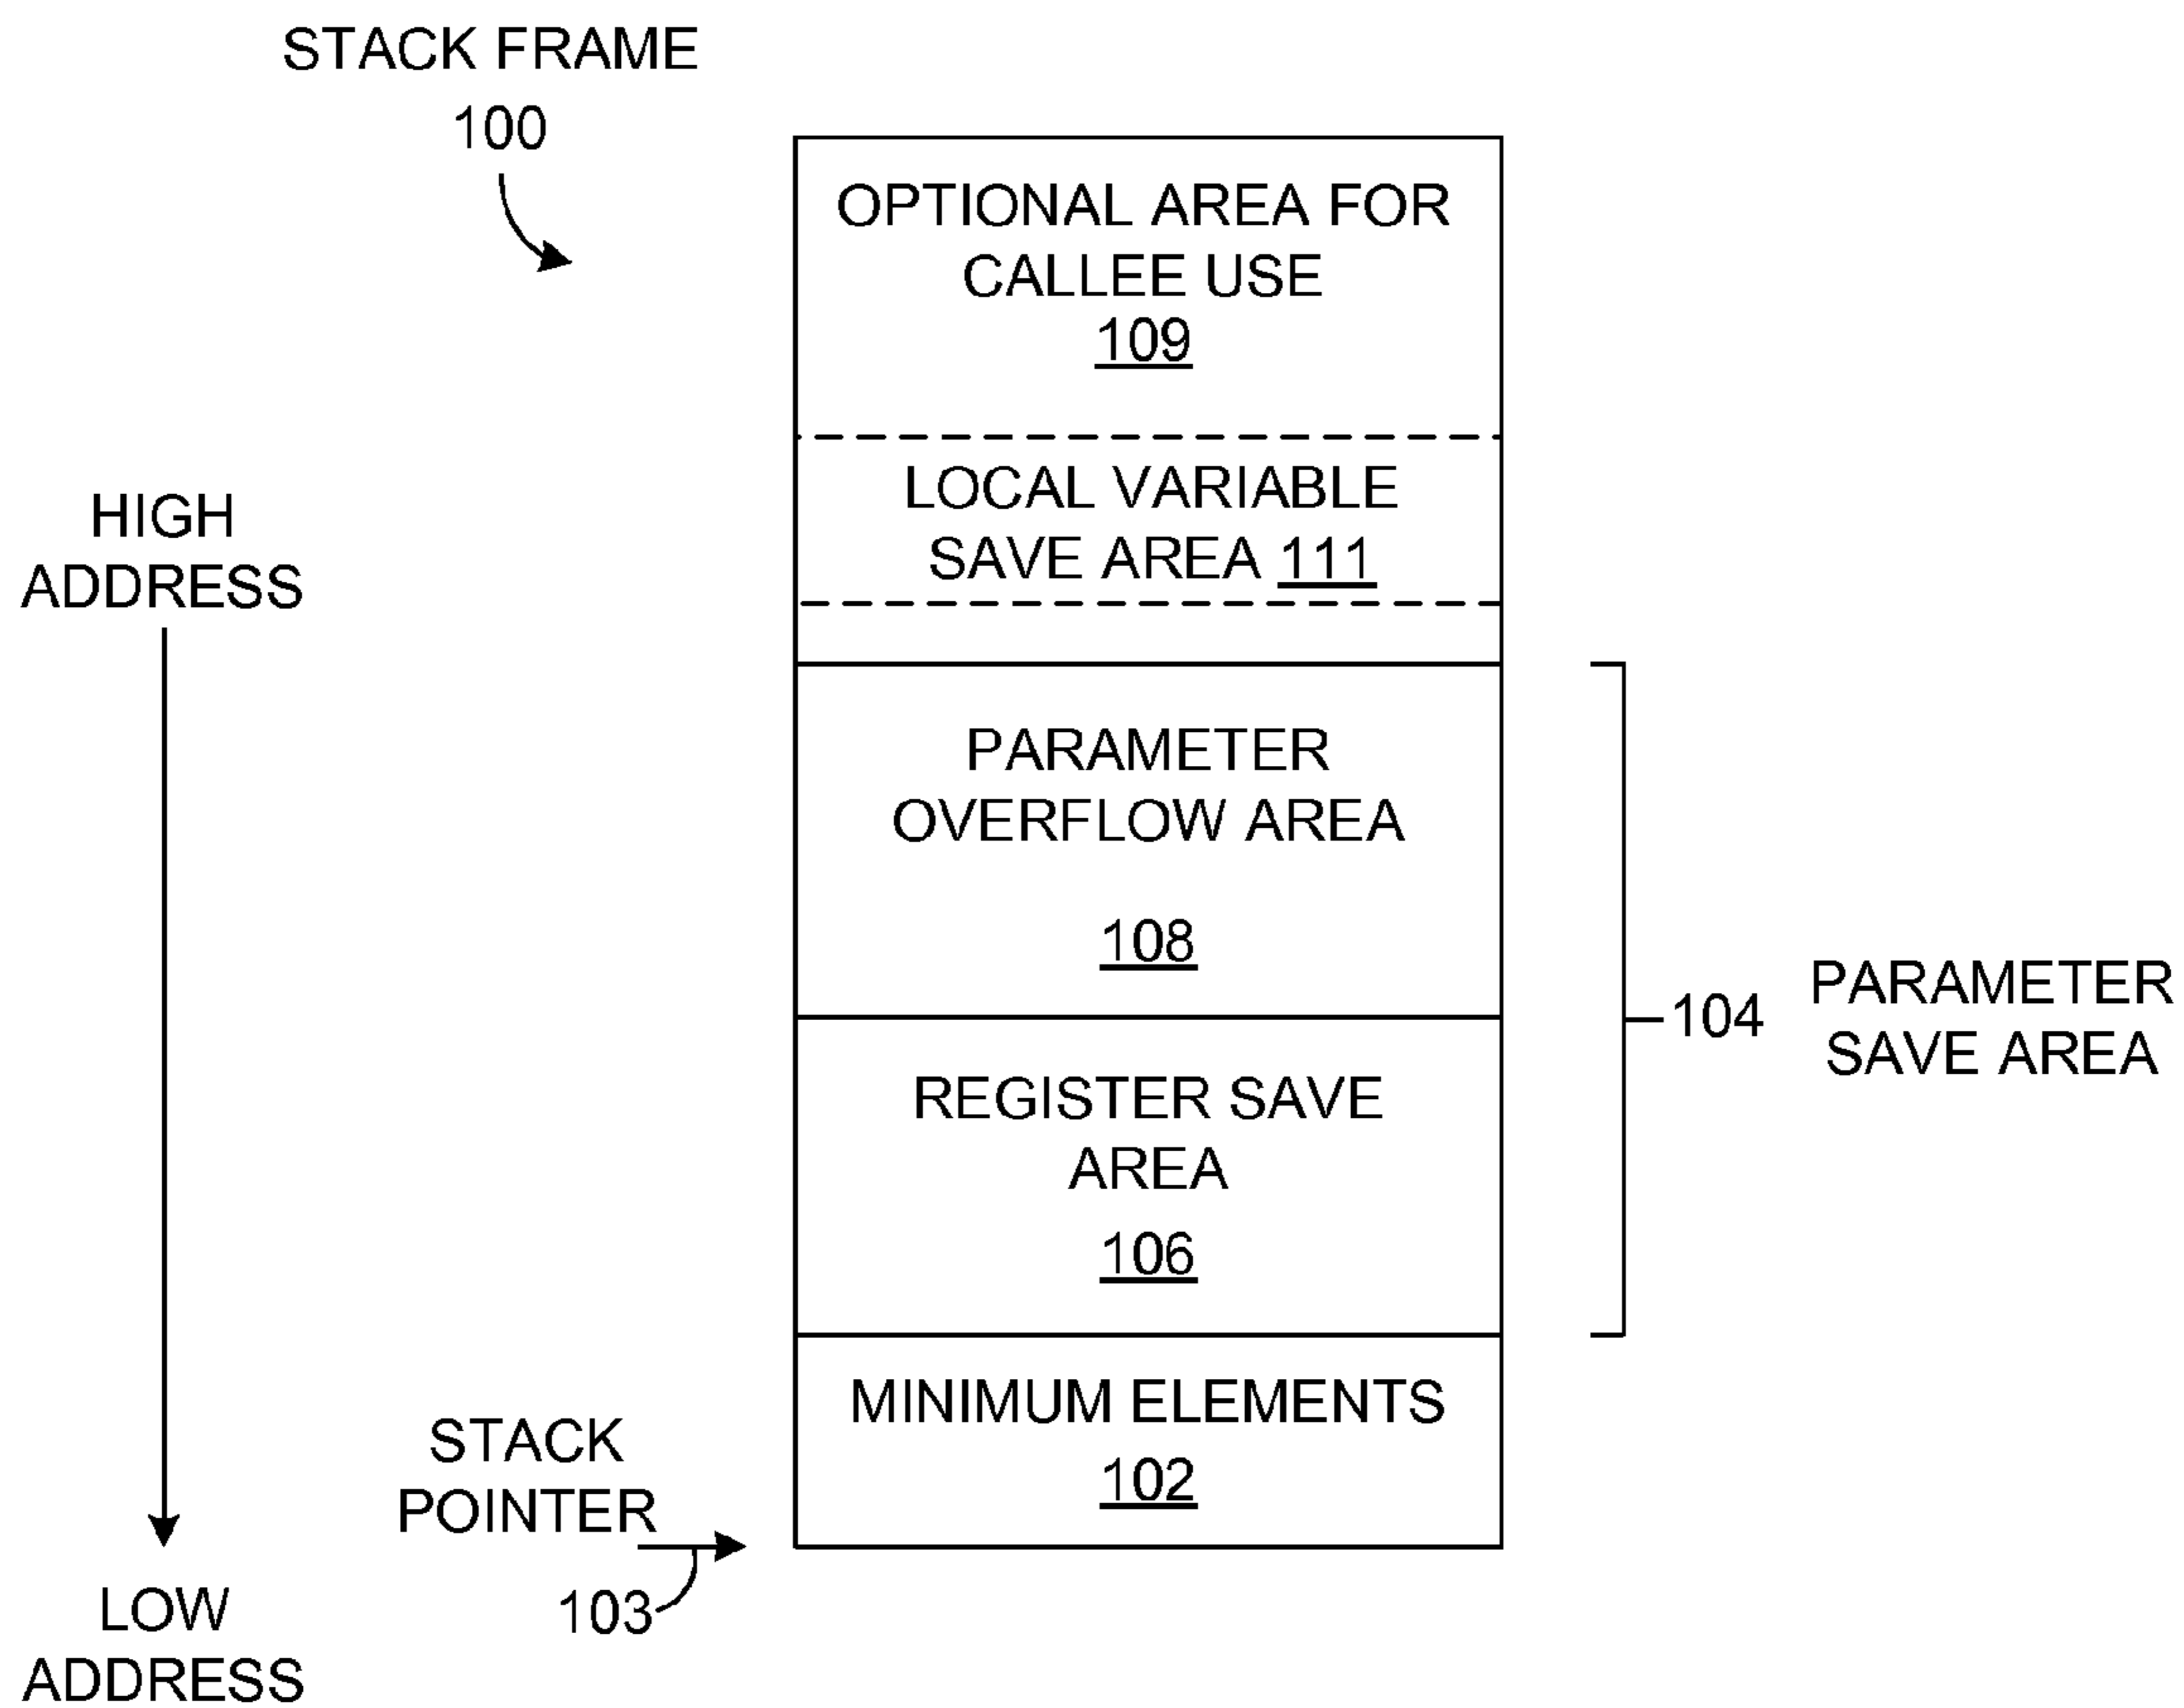 STACK FRAME
100
OPTIONAL AREA FOR
CALLEE USE
109
LOCAL VARIABLE
SAVE AREA 111
HIGH
ADDRESS
PARAMETER
OVERFLOW AREA
108
104
PARAMETER
SAVE AREA
REGISTER SAVE
AREA
106
MINIMUM ELEMENTS
102
STACK
POINTER
103
LOW
ADDRESS